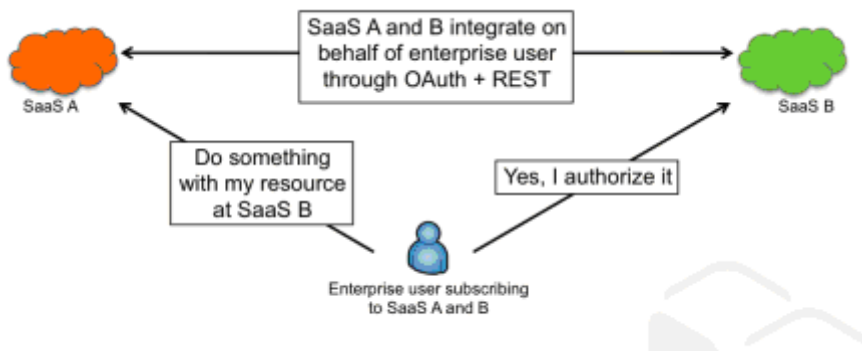 SaaS A and B integrate on
behalf of enterprise user
through OAuth + REST
SaaS A
SaaS B
Do something
with my resource
at SaaS B
Yes, I authorize it
Enterprise user subscribing
to SaaS A and B